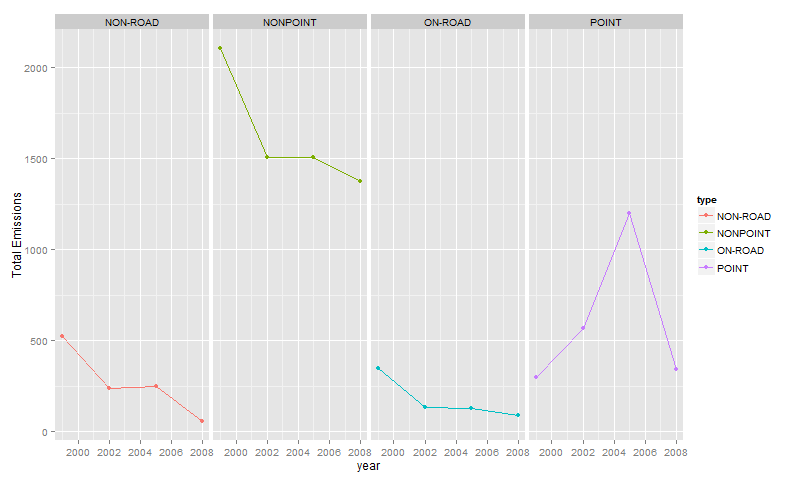 NON-ROAD NONPOINT ON-ROAD POINT
2000
1500
1000
500
0
Total Emissions
2000 2002 2004 2006 2008 2000 2002 2004 2006 2008 2000 2002 2004 2006 2008 2000 2002 2004 2006 2008
year
type
NON-ROAD
NONPOINT
ON-ROAD
POINT